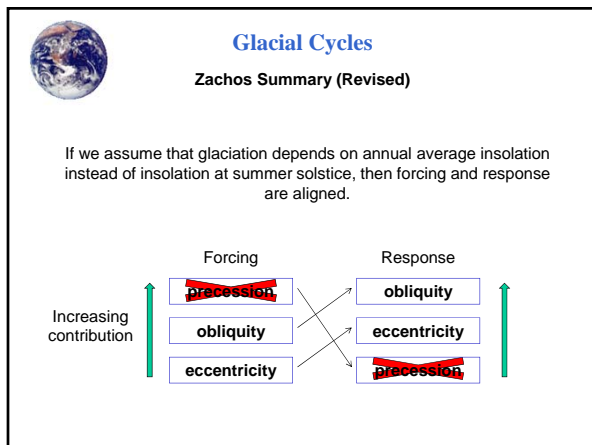 Glacial Cycles
Zachos Summary (Revised)
If we assume that glaciation depends on annual average insolation
instead of insolation at summer solstice, then forcing and response
are aligned.
Forcing
Response
Increasing
contribution
precession
obliquity
eccentricity
obliquity
eccentricity
precession